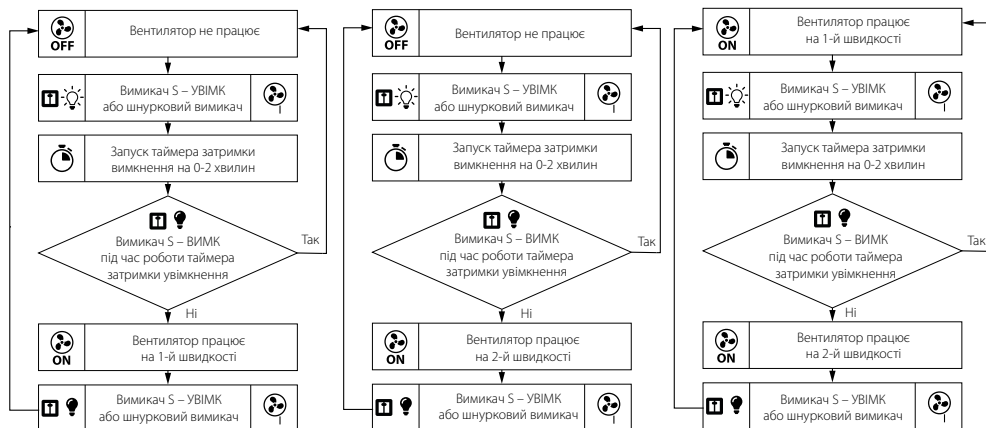 OFF
Вентилятор не працює
Вимикач S – УВІМК
або шнурковий вимикач
Запуск таймера затримки
вимкнення на 0-2 хвилин
Вимикач S – ВИМК
під час роботи таймера
затримки увімкнення
Так
Ні
ON
Вентилятор працює
на 1-й швидкості
Вимикач S – УВІМК
або шнурковий вимикач
OFF
Вентилятор не працює
Вимикач S – УВІМК
або шнурковий вимикач
Запуск таймера затримки
вимкнення на 0-2 хвилин
Вимикач S – ВИМК
під час роботи таймера
затримки увімкнення
Так
Ні
ON
Вентилятор працює
на 2-й швидкості
Вимикач S – УВІМК
або шнурковий вимикач
ON
Вентилятор працює
на 1-й швидкості
Вимикач S – УВІМК
або шнурковий вимикач
Запуск таймера затримки
вимкнення на 0-2 хвилин
Вимикач S – ВИМК
під час роботи таймера
затримки увімкнення
Так
Ні
ON
Вентилятор працює
на 2-й швидкості
Вимикач S – УВІМК
або шнурковий вимикач